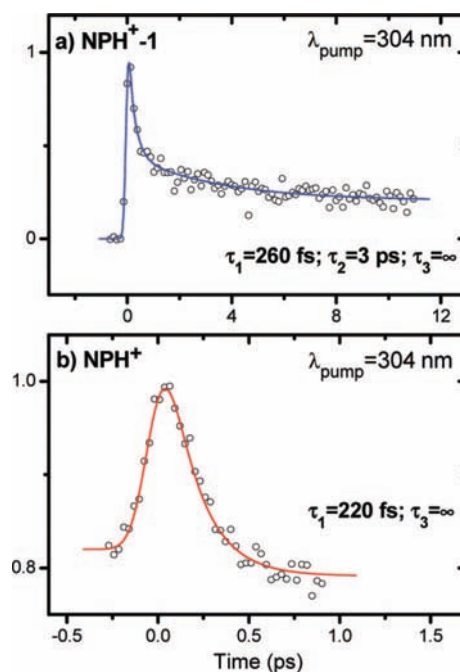 a) NPH⁺-1 λpump=304 nm
1
0
τ₁=260 fs; τ₂=3 ps; τ₃=∞
0 4 8 12
b) NPH⁺ λpump=304 nm
1.0
τ₁=220 fs; τ₃=∞
0.8
-0.5 0.0 0.5 1.0 1.5
Time (ps)